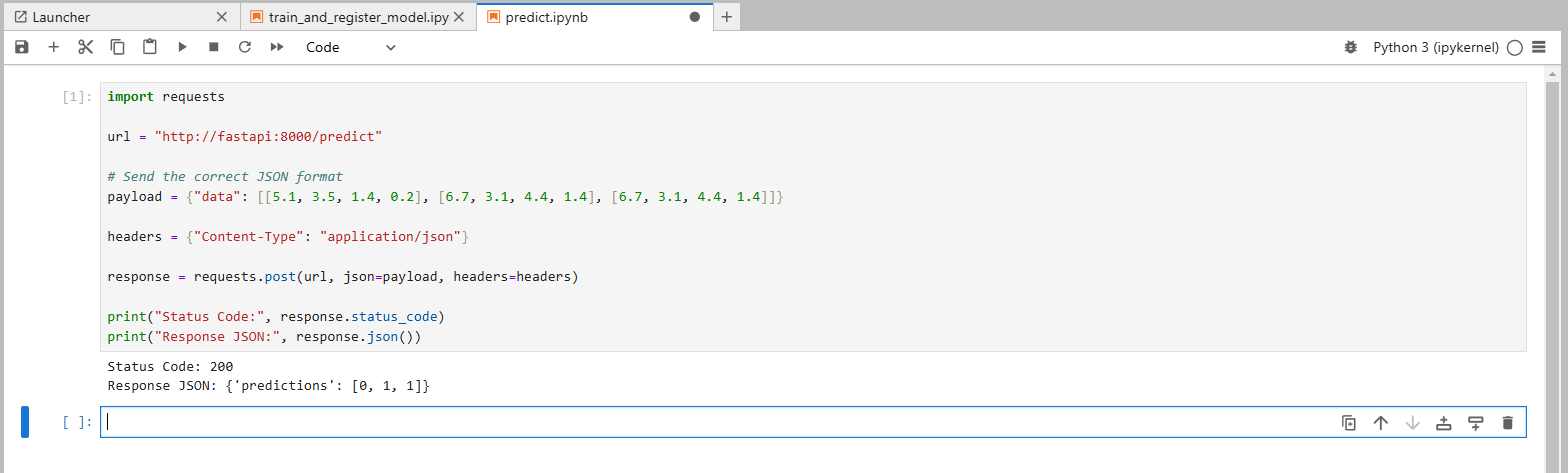 Launcher
train_and_register_model.ipy
predict.ipynb
Code
Python 3 (ipykernel)
[1]:
import requests
url = "http://fastapi:8000/predict"
# Send the correct JSON format
payload = {"data": [[5.1, 3.5, 1.4, 0.2], [6.7, 3.1, 4.4, 1.4], [6.7, 3.1, 4.4, 1.4]]}
headers = {"Content-Type": "application/json"}
response = requests.post(url, json=payload, headers=headers)
print("Status Code:", response.status_code)
print("Response JSON:", response.json())
Status Code: 200
Response JSON: {'predictions': [0, 1, 1]}
[ ]: